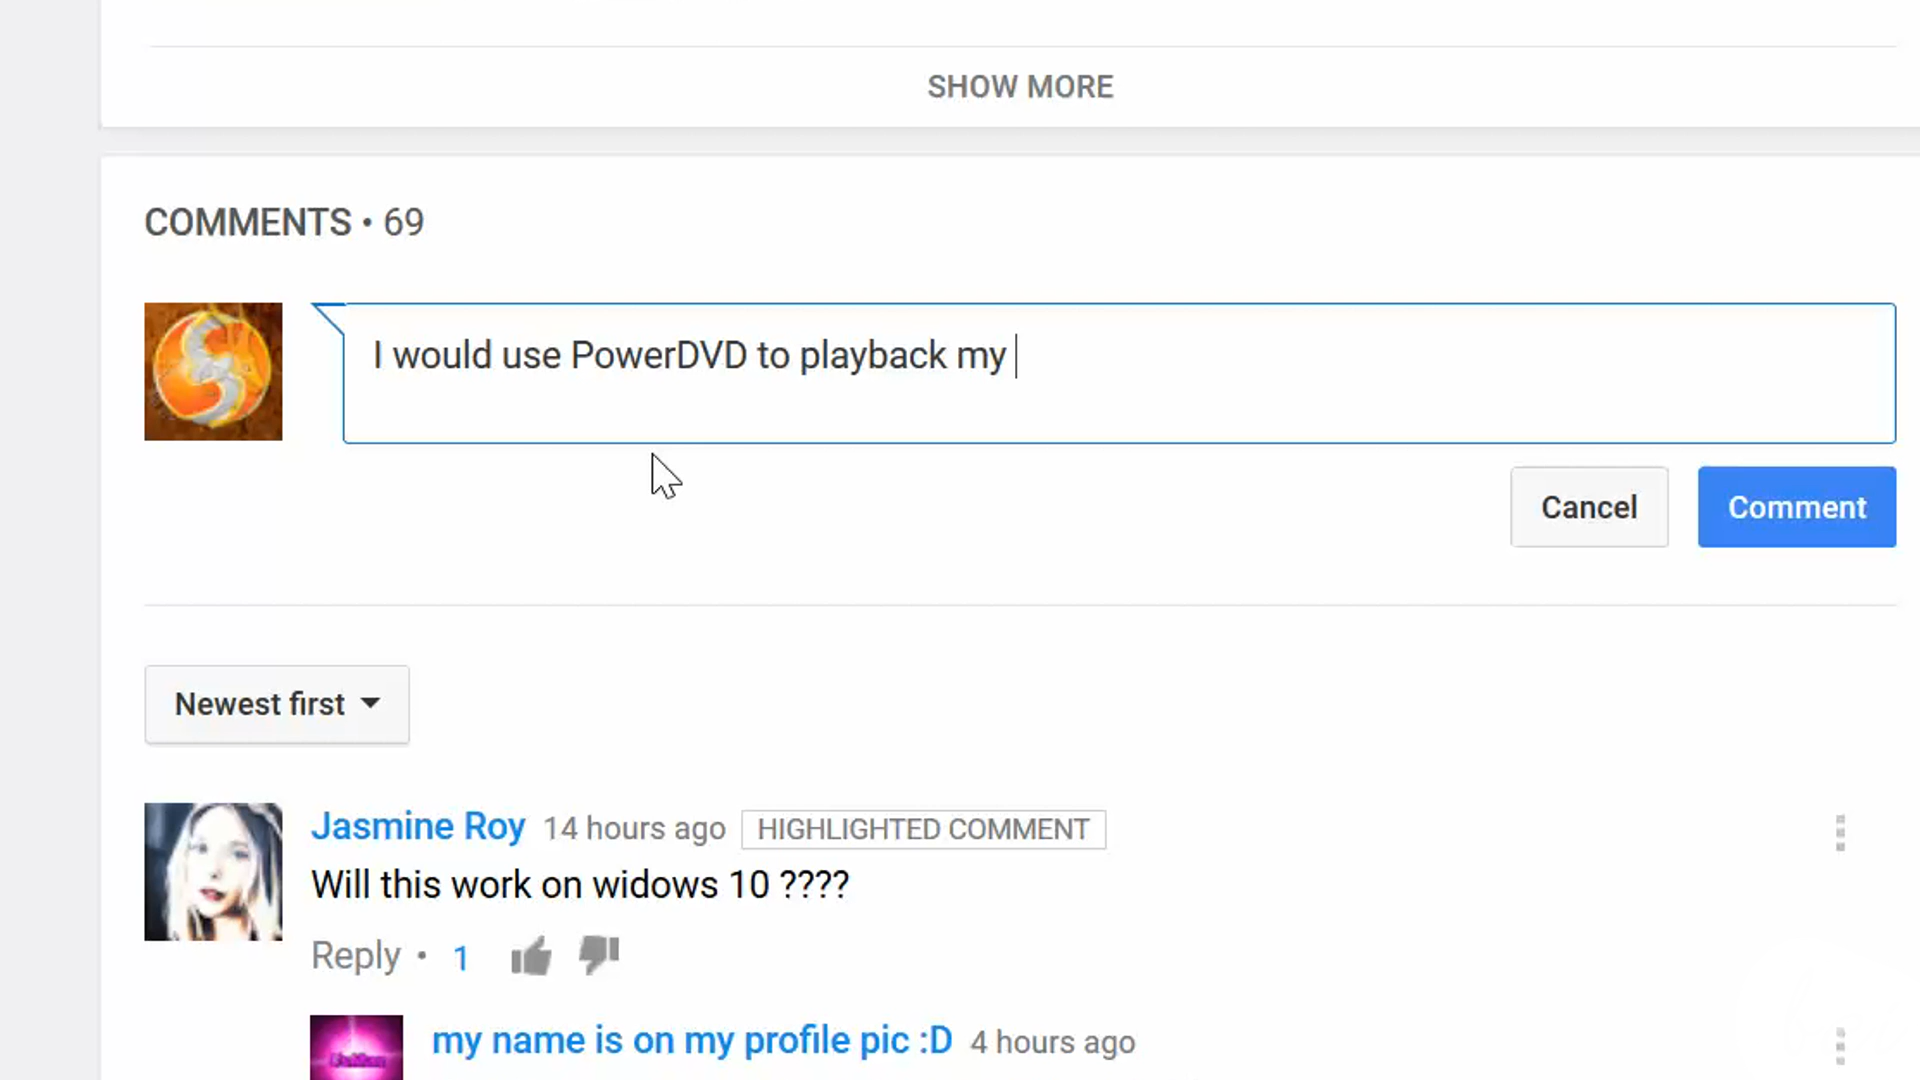 SHOW MORE
COMMENTS • 69
I would use PowerDVD to playback my
Cancel
Comment
Newest first
Jasmine Roy 14 hours ago HIGHLIGHTED COMMENT
Will this work on widows 10 ????
Reply • 1
my name is on my profile pic :D 4 hours ago